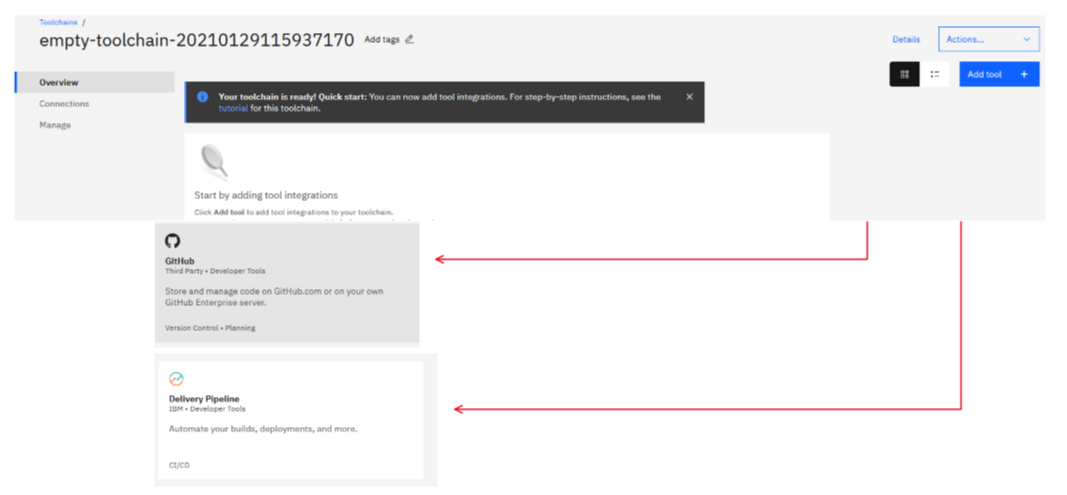 Toolchains /
empty-toolchain-20210129115937170 Add tags
Details
Actions...
Add tool +
Overview
Connections
Manage
Your toolchain is ready! Quick start: You can now add tool integrations. For step-by-step instructions, see the
tutorial for this toolchain.
Start by adding tool integrations
Click Add tool to add tool integrations to your toolchain.
GitHub
Third Party • Developer Tools
Store and manage code on GitHub.com or on your own
GitHub Enterprise server.
Version Control • Planning
Delivery Pipeline
IBM • Developer Tools
Automate your builds, deployments, and more.
CI/CD